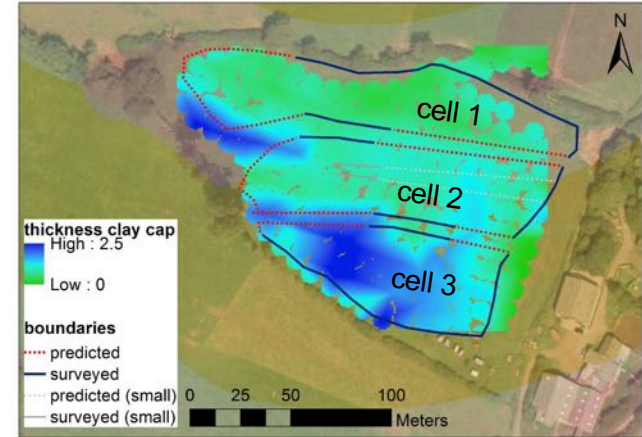 N
cell 1
cell 2
cell 3
thickness clay cap
High : 2.5
Low : 0
boundaries
predicted
surveyed
predicted (small)
surveyed (small)
0 25 50 100
Meters